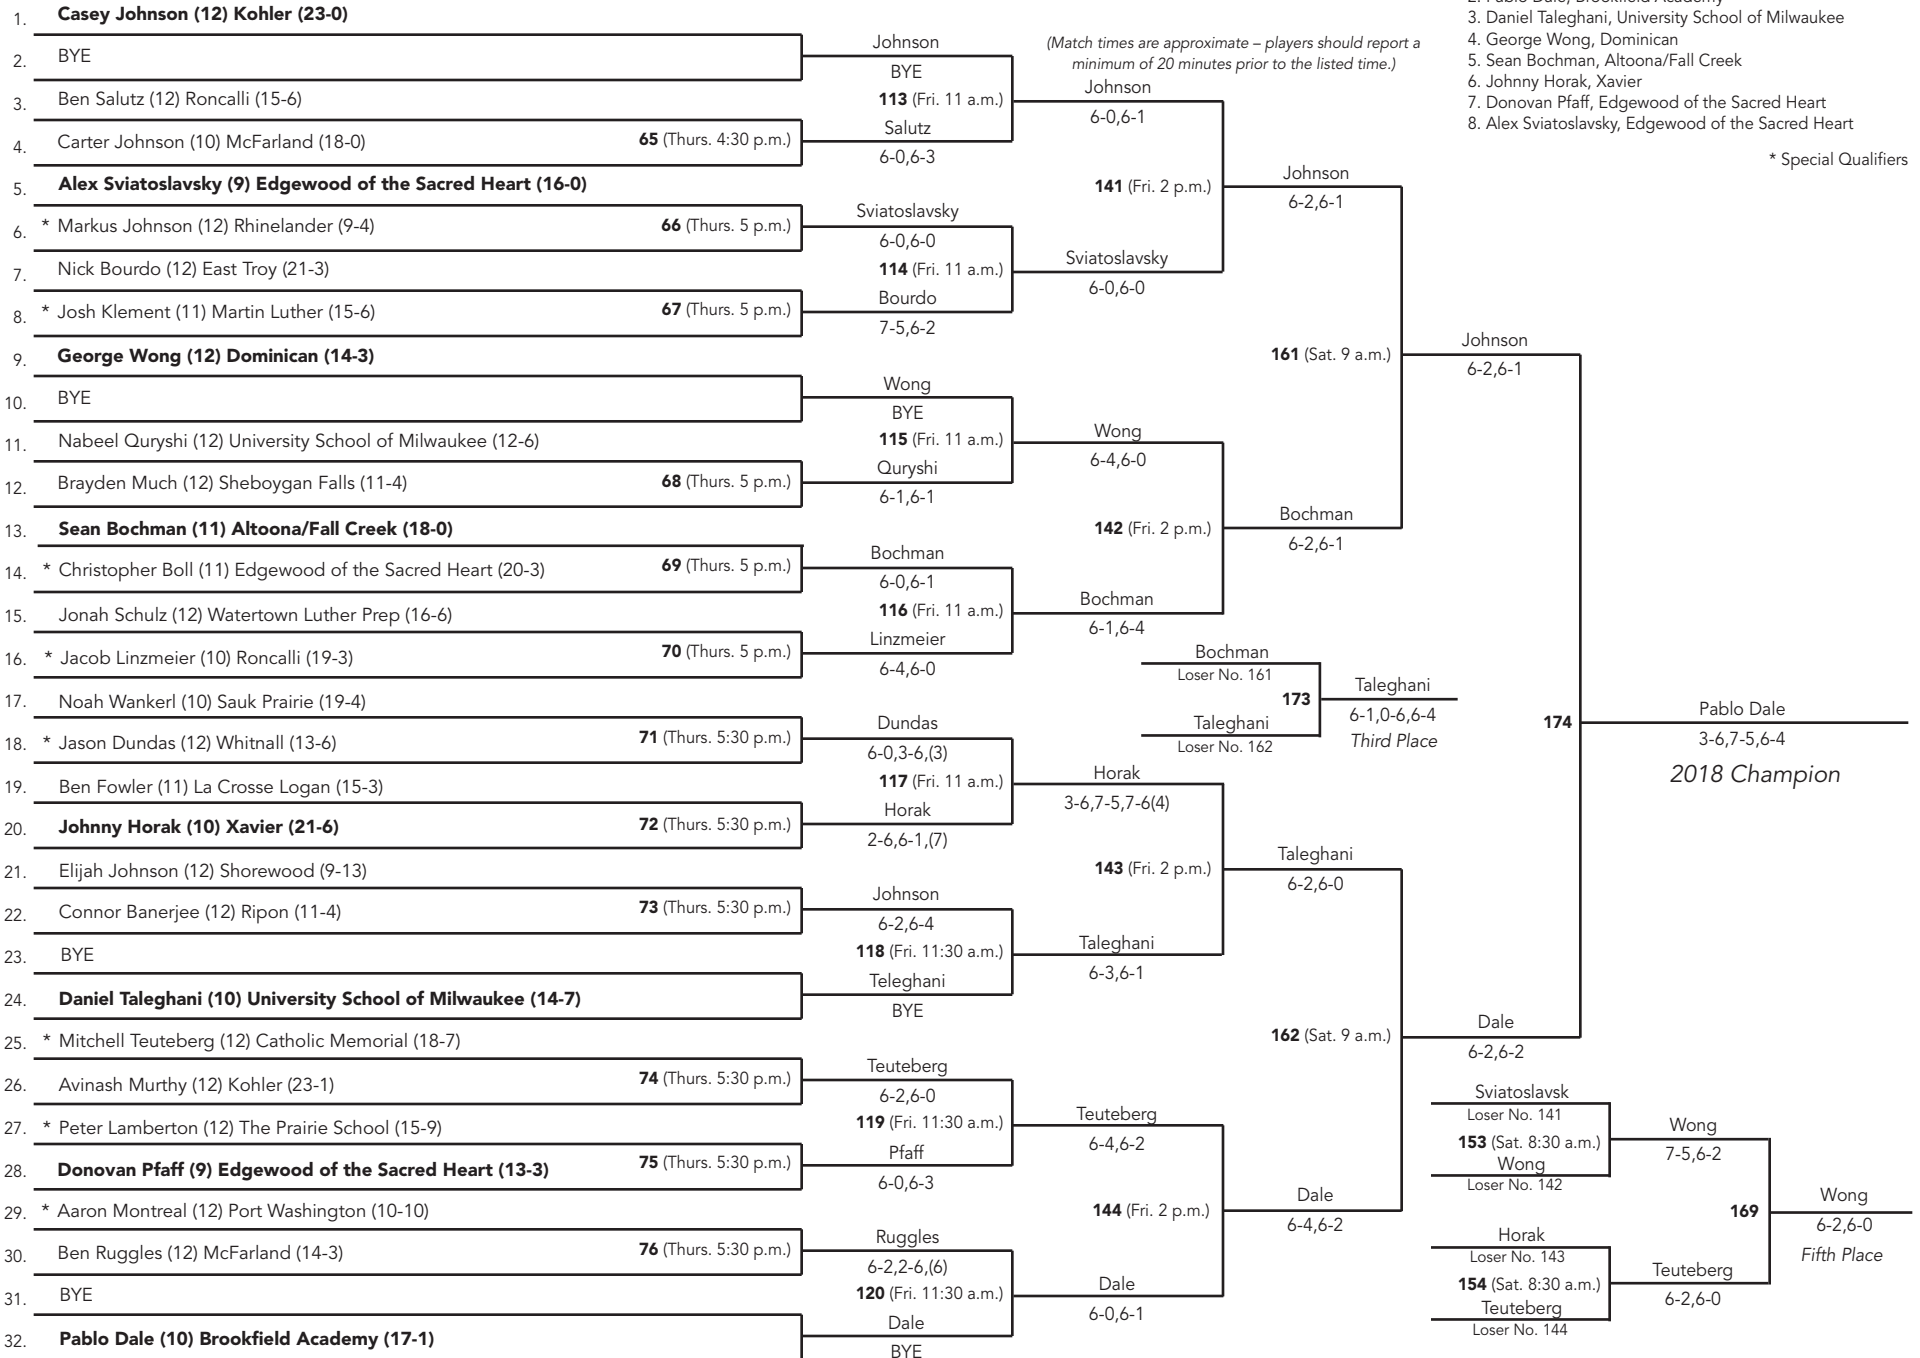 1. Casey Johnson (12) Kohler (23-0)
2. BYE
3. Ben Salutz (12) Roncalli (15-6)
4. Carter Johnson (10) McFarland (18-0)
65 (Thurs. 4:30 p.m.)
5. Alex Sviatoslavsky (9) Edgewood of the Sacred Heart (16-0)
6. * Markus Johnson (12) Rhinelander (9-4)
66 (Thurs. 5 p.m.)
7. Nick Bourdo (12) East Troy (21-3)
8. * Josh Klement (11) Martin Luther (15-6)
67 (Thurs. 5 p.m.)
9. George Wong (12) Dominican (14-3)
10. BYE
11. Nabeel Quryshi (12) University School of Milwaukee (12-6)
12. Brayden Much (12) Sheboygan Falls (11-4)
68 (Thurs. 5 p.m.)
13. Sean Bochman (11) Altoona/Fall Creek (18-0)
14. * Christopher Boll (11) Edgewood of the Sacred Heart (20-3)
69 (Thurs. 5 p.m.)
15. Jonah Schulz (12) Watertown Luther Prep (16-6)
16. * Jacob Linzmeier (10) Roncalli (19-3)
70 (Thurs. 5 p.m.)
17. Noah Wankerl (10) Sauk Prairie (19-4)
18. * Jason Dundas (12) Whitnall (13-6)
71 (Thurs. 5:30 p.m.)
19. Ben Fowler (11) La Crosse Logan (15-3)
20. Johnny Horak (10) Xavier (21-6)
72 (Thurs. 5:30 p.m.)
21. Elijah Johnson (12) Shorewood (9-13)
22. Connor Banerjee (12) Ripon (11-4)
73 (Thurs. 5:30 p.m.)
23. BYE
24. Daniel Taleghani (10) University School of Milwaukee (14-7)
25. * Mitchell Teuteberg (12) Catholic Memorial (18-7)
26. Avinash Murthy (12) Kohler (23-1)
74 (Thurs. 5:30 p.m.)
27. * Peter Lamberton (12) The Prairie School (15-9)
28. Donovan Pfaff (9) Edgewood of the Sacred Heart (13-3)
75 (Thurs. 5:30 p.m.)
29. * Aaron Montreal (12) Port Washington (10-10)
30. Ben Ruggles (12) McFarland (14-3)
76 (Thurs. 5:30 p.m.)
31. BYE
32. Pablo Dale (10) Brookfield Academy (17-1)
Johnson
BYE
113 (Fri. 11 a.m.)
Salutz
6-0,6-3
Sviatoslavsky
6-0,6-0
114 (Fri. 11 a.m.)
Bourdo
7-5,6-2
Wong
BYE
115 (Fri. 11 a.m.)
Quryshi
6-1,6-1
Bochman
6-0,6-1
116 (Fri. 11 a.m.)
Linzmeier
6-4,6-0
Dundas
6-0,3-6,(3)
117 (Fri. 11 a.m.)
Horak
2-6,6-1,(7)
Johnson
6-2,6-4
118 (Fri. 11:30 a.m.)
Teleghani
BYE
Teuteberg
6-2,6-0
119 (Fri. 11:30 a.m.)
Pfaff
6-0,6-3
Ruggles
6-2,2-6,(6)
120 (Fri. 11:30 a.m.)
Dale
BYE
(Match times are approximate – players should report a
minimum of 20 minutes prior to the listed time.)
Johnson
6-0,6-1
141 (Fri. 2 p.m.)
Sviatoslavsky
6-0,6-0
Wong
6-4,6-0
142 (Fri. 2 p.m.)
Bochman
6-1,6-4
Horak
3-6,7-5,7-6(4)
143 (Fri. 2 p.m.)
Taleghani
6-3,6-1
Teuteberg
6-4,6-2
144 (Fri. 2 p.m.)
Dale
6-0,6-1
Johnson
6-2,6-1
161 (Sat. 9 a.m.)
Bochman
6-2,6-1
Taleghani
6-2,6-0
162 (Sat. 9 a.m.)
Dale
6-4,6-2
Johnson
6-2,6-1
174
Dale
6-2,6-2
Pablo Dale
3-6,7-5,6-4
2018 Champion
Bochman
Loser No. 161
173
Taleghani
Loser No. 162
Taleghani
6-1,0-6,6-4
Third Place
Sviatoslavsk
Loser No. 141
153 (Sat. 8:30 a.m.)
Wong
Loser No. 142
Wong
7-5,6-2
Horak
Loser No. 143
154 (Sat. 8:30 a.m.)
Teuteberg
Loser No. 144
Teuteberg
6-2,6-0
169
Wong
6-2,6-0
Fifth Place
2. Pablo Dale, Brookfield Academy
3. Daniel Taleghani, University School of Milwaukee
4. George Wong, Dominican
5. Sean Bochman, Altoona/Fall Creek
6. Johnny Horak, Xavier
7. Donovan Pfaff, Edgewood of the Sacred Heart
8. Alex Sviatoslavsky, Edgewood of the Sacred Heart
* Special Qualifiers